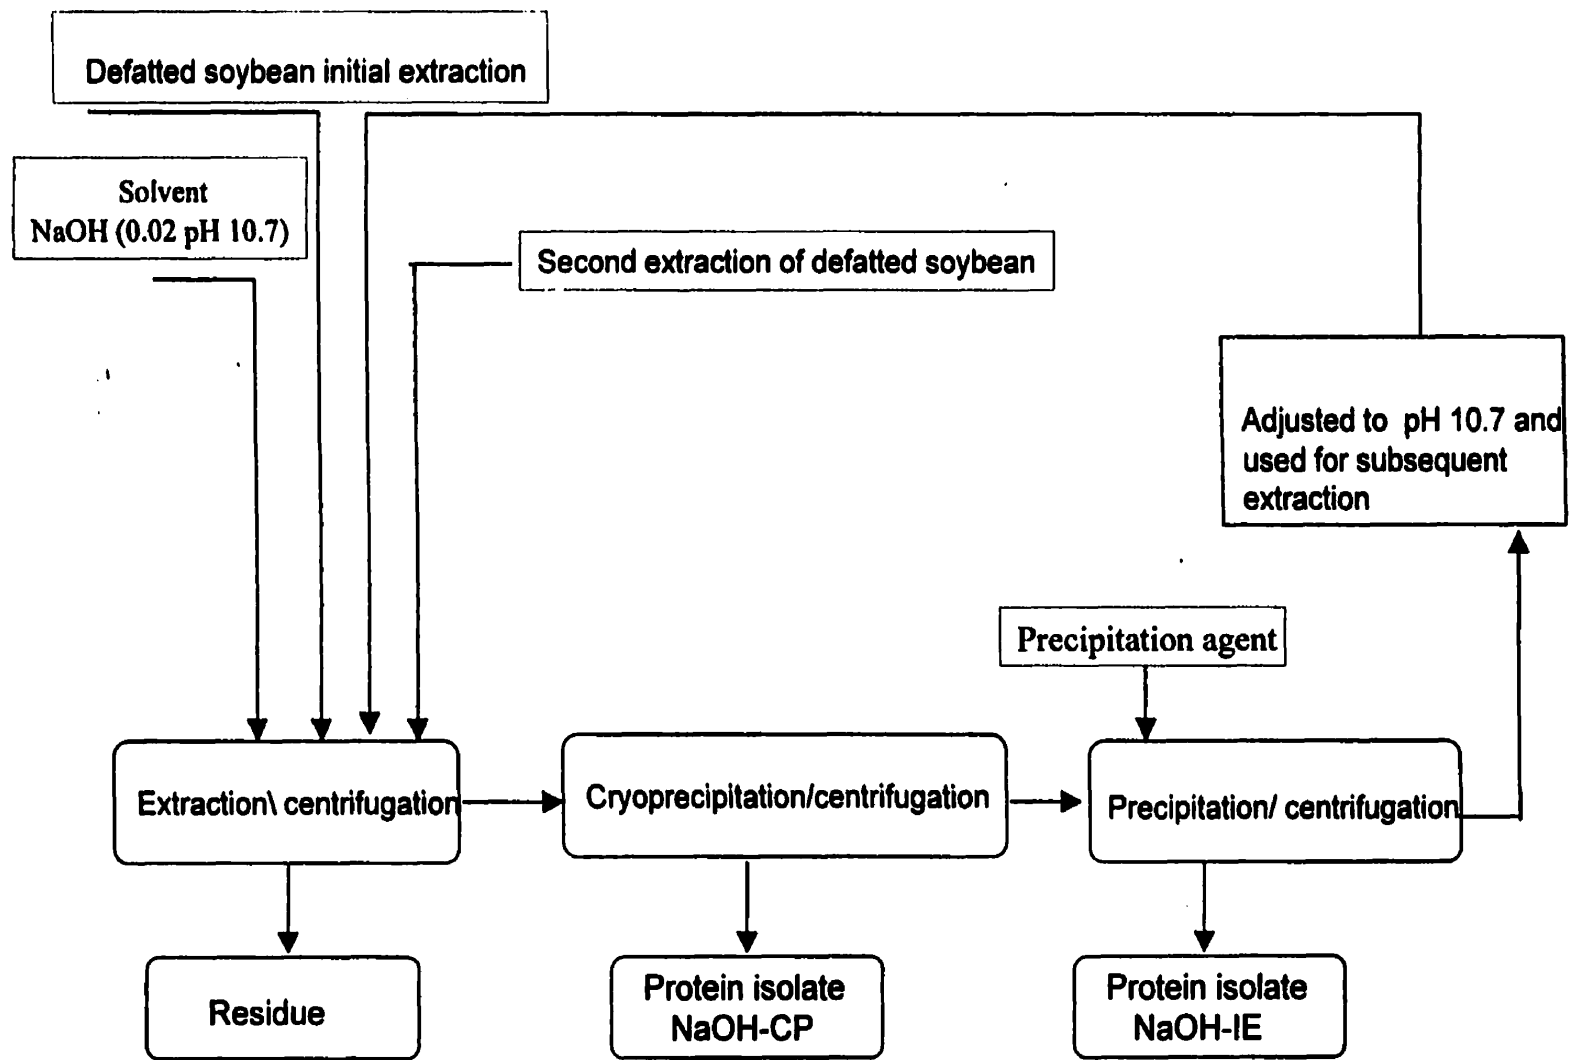 Defatted soybean initial extraction
Solvent
NaOH (0.02 pH 10.7)
Second extraction of defatted soybean
Adjusted to pH 10.7 and
used for subsequent
extraction
Precipitation agent
Extraction\ centrifugation
Cryoprecipitation/centrifugation
Precipitation/ centrifugation
Residue
Protein isolate
NaOH-CP
Protein isolate
NaOH-IE